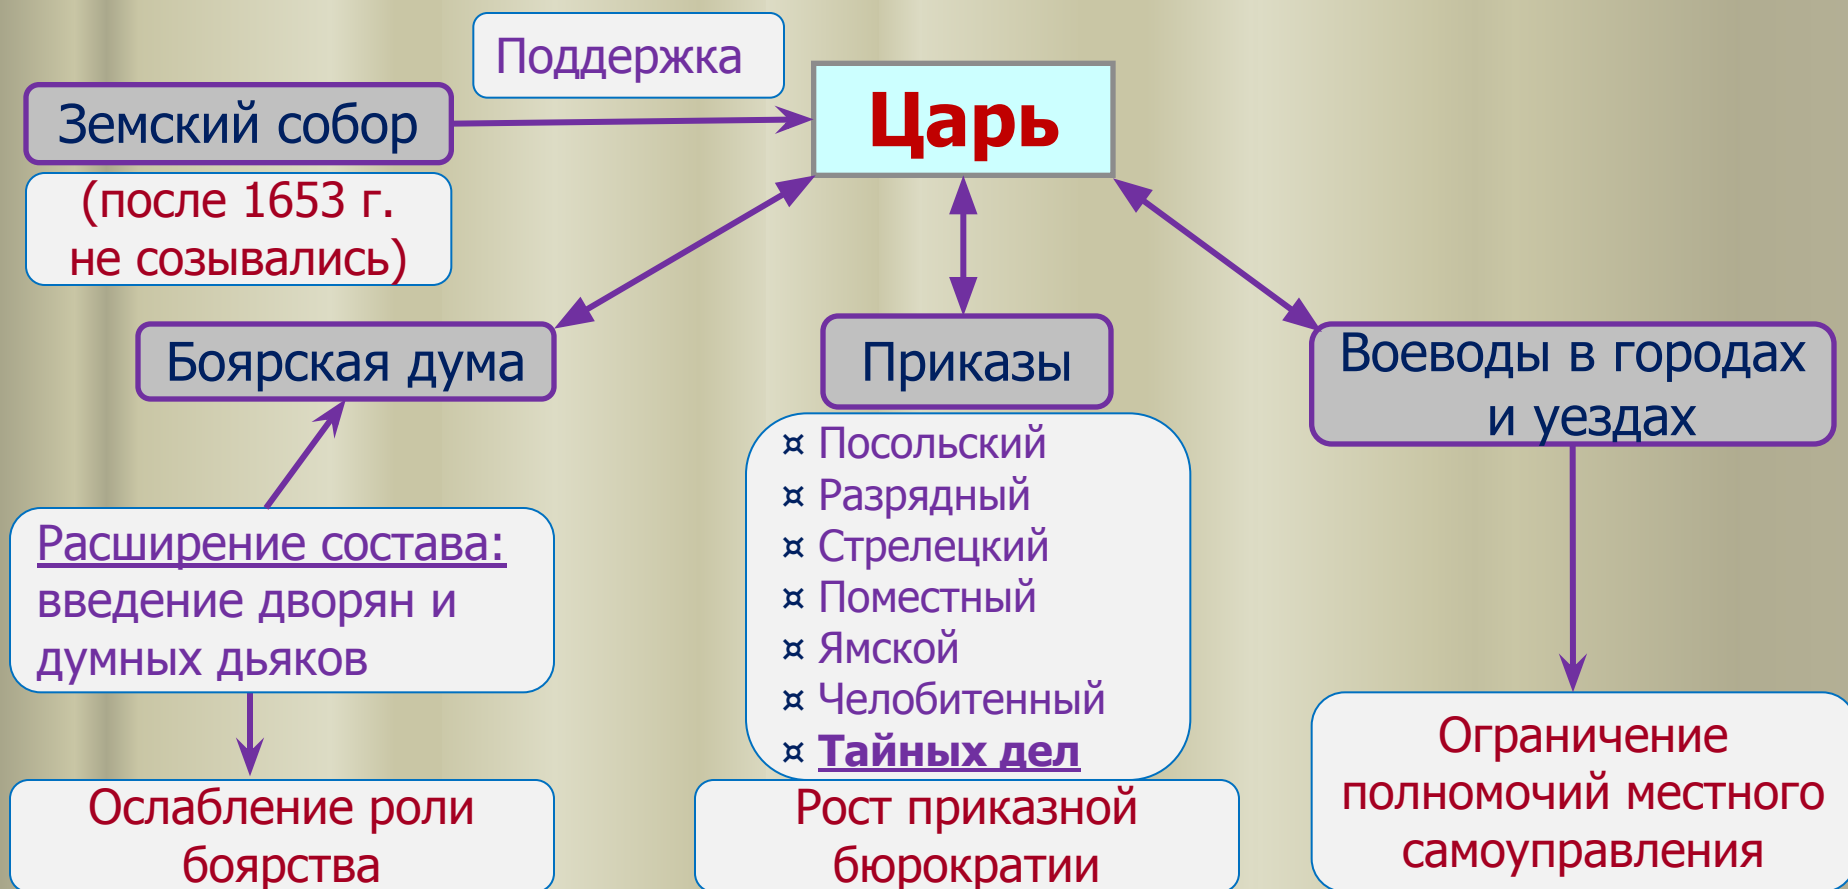 Поддержка
Царь
Земский собор
(после 1653 г.
не созывались)
Боярская дума
Приказы
Воеводы в городах
и уездах
Расширение состава:
введение дворян и
думных дьяков
¤ Посольский
¤ Разрядный
¤ Стрелецкий
¤ Поместный
¤ Ямской
¤ Челобитенный
¤ Тайных дел
Ослабление роли
боярства
Рост приказной
бюрократии
Ограничение
полномочий местного
самоуправления